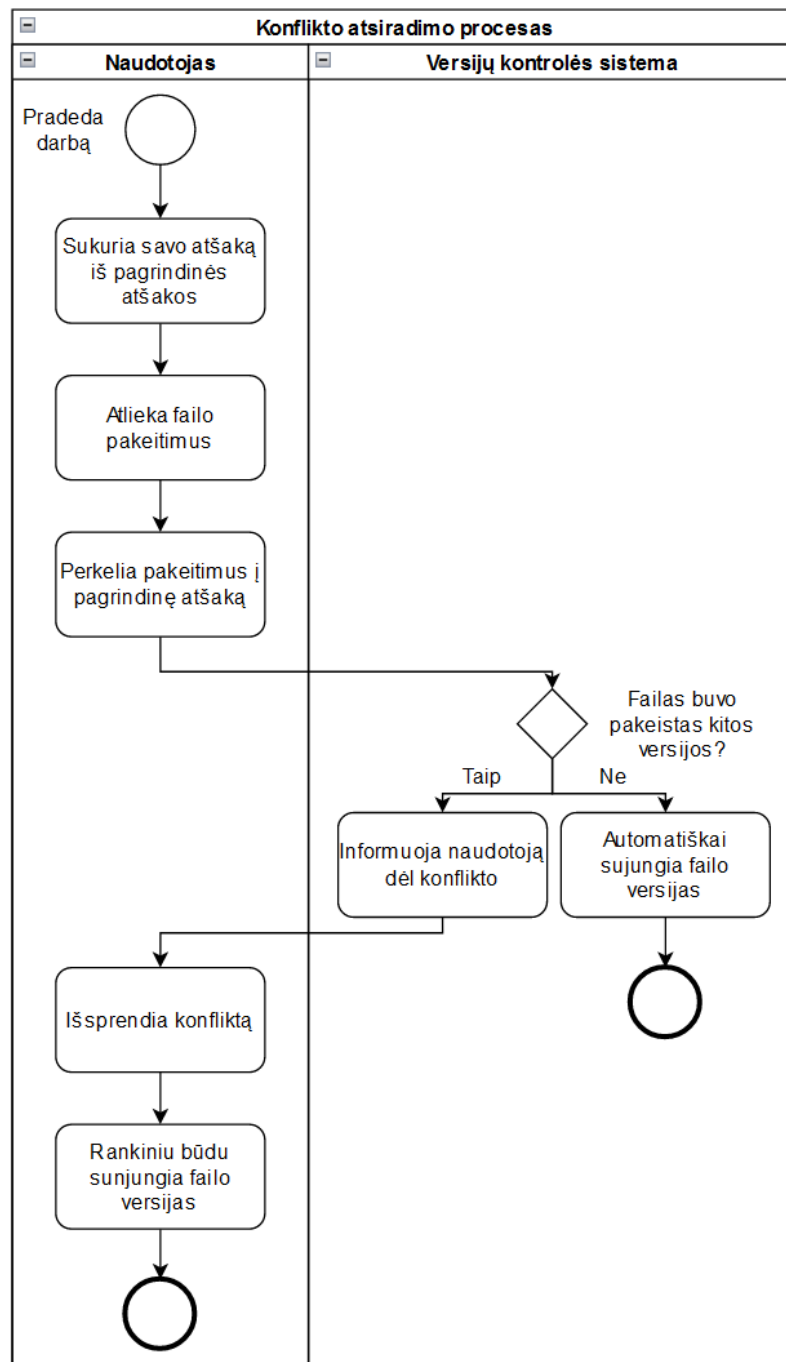 Konflikto atsiradimo procesas
Naudotojas
Versijų kontrolės sistema
Pradeda
darbą
Sukuria savo atšaką
iš pagrindinės
atšakos
Atlieka failo
pakeitimus
Perkelia pakeitimus į
pagrindinę atšaką
Failas buvo
pakeistas kitos
versijos?
Taip
Ne
Informuoja naudotoją
dėl konflikto
Automatiškai
sujungia failo
versijas
Išsprendia konfliktą
Rankiniu būdu
sunjungia failo
versijas